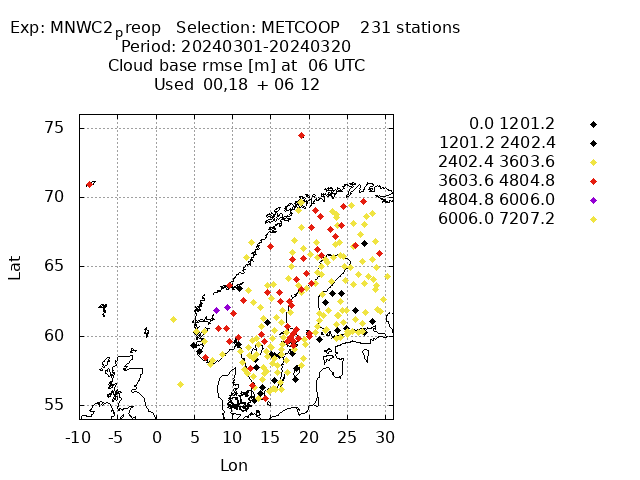 Exp: MNWC2preop   Selection: METCOOP    231 stations
Period: 20240301-20240320
Cloud base rmse [m] at  06 UTC
Used  00,18  + 06 12
0.0 1201.2
1201.2 2402.4
2402.4 3603.6
3603.6 4804.8
4804.8 6006.0
6006.0 7207.2
75
70
65
60
55
Lat
-10 -5 0 5 10 15 20 25 30
Lon